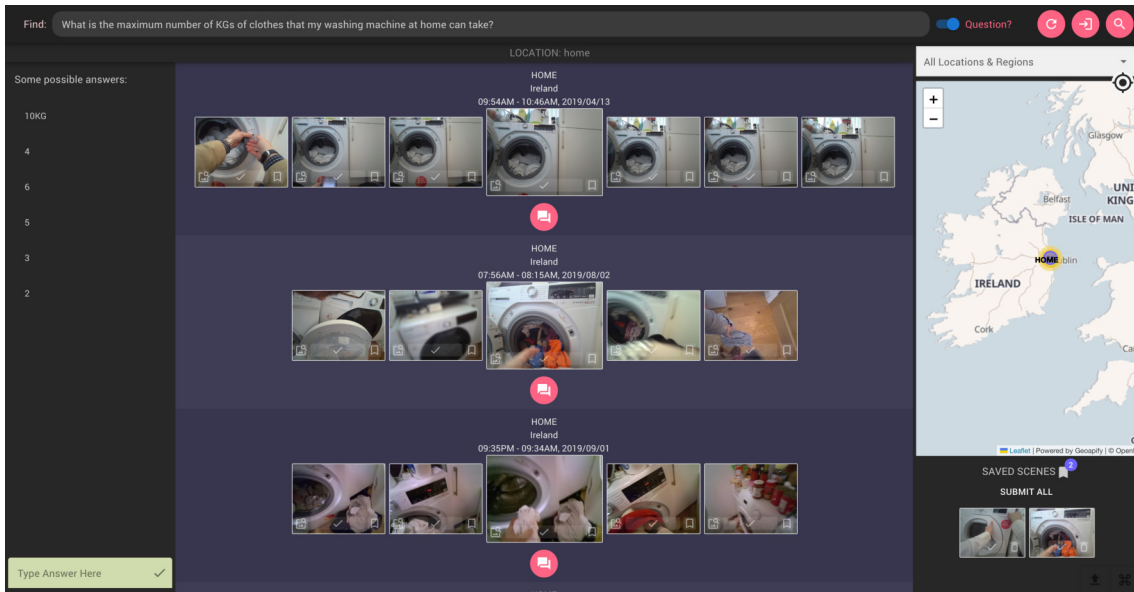 Find:
What is the maximum number of KGs of clothes that my washing machine at home can take?
Question?
LOCATION: home
All Locations & Regions
Some possible answers:
10KG
4
6
5
3
2
HOME
Ireland
09:54AM - 10:46AM, 2019/04/13
HOME
Ireland
07:56AM - 08:15AM, 2019/08/02
HOME
Ireland
09:35PM - 09:34AM, 2019/09/01
+
−
Glasgow
UNI
KING
Belfast
ISLE OF MAN
HOME
blin
IRELAND
Cork
Ca
Leaflet | Powered by Geoapify | © Openl
SAVED SCENES
2
SUBMIT ALL
Type Answer Here